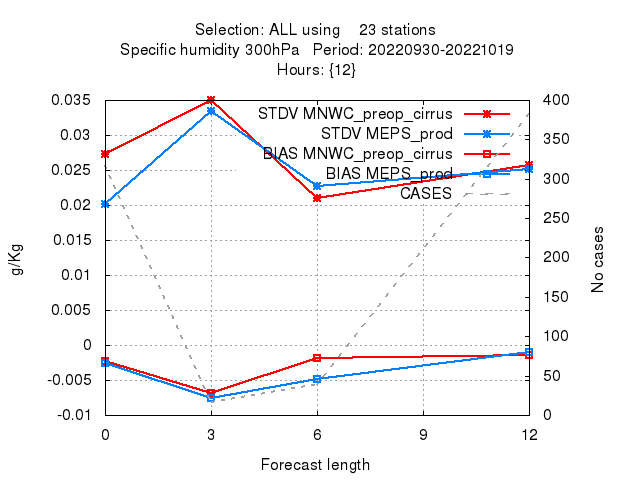 Selection: ALL using    23 stations
Specific humidity 300hPa   Period: 20220930-20221019
Hours: {12}
STDV MNWC_preop_cirrus
STDV MEPS_prod
BIAS MNWC_preop_cirrus
BIAS MEPS_prod
CASES
0.035
0.03
0.025
0.02
0.015
0.01
0.005
0
-0.005
-0.01
g/Kg
400
350
300
250
200
150
100
50
0
No cases
0 3 6 9 12
Forecast length